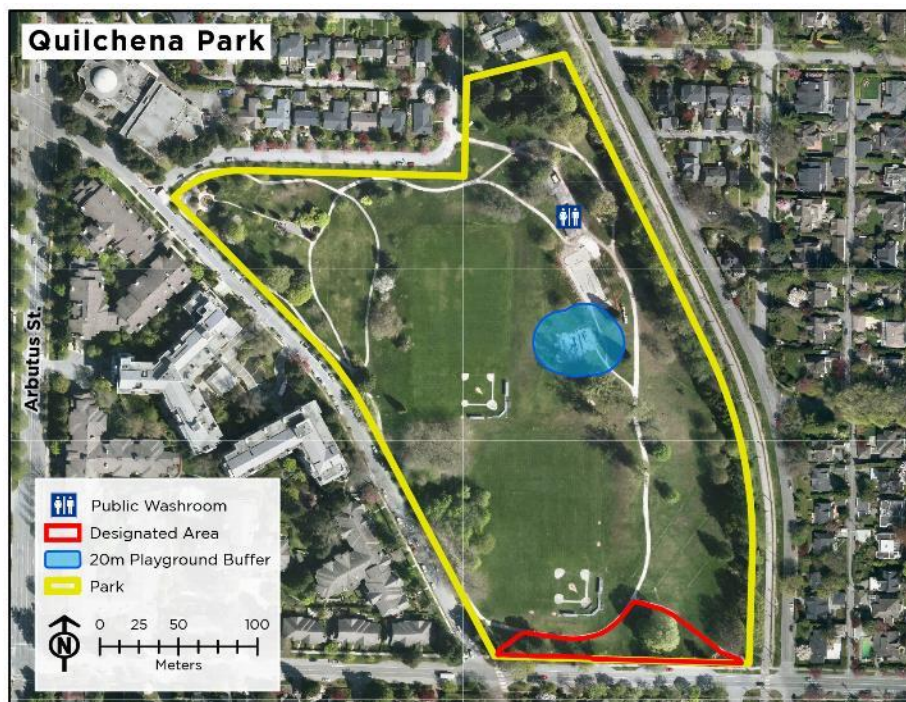 Quilchena Park
Arbutus St.
Public Washroom
Designated Area
20m Playground Buffer
Park
N
0 25 50 100
Meters